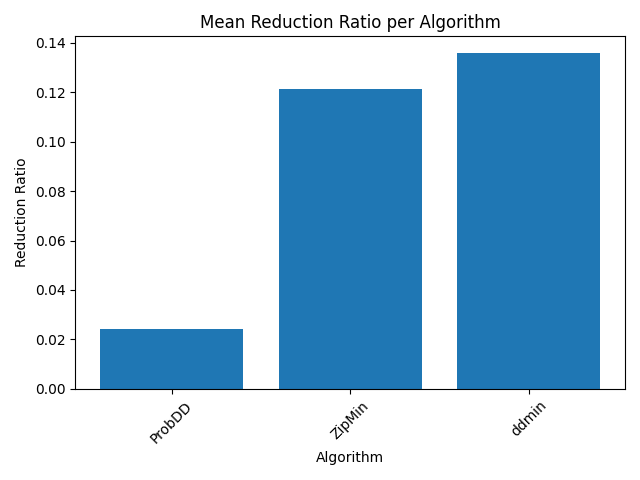 Mean Reduction Ratio per Algorithm
Reduction Ratio
0.14
0.12
0.10
0.08
0.06
0.04
0.02
0.00
ProbDD
ZipMin
ddmin
Algorithm